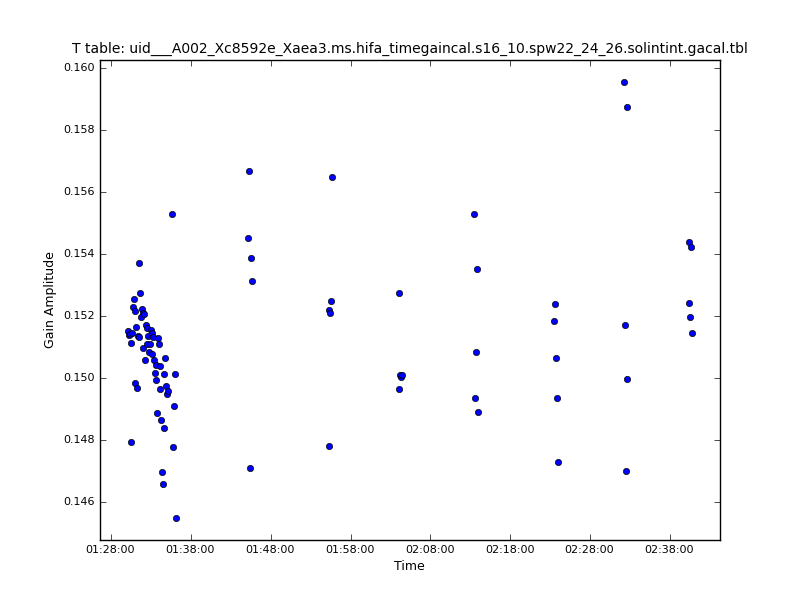 T table: uid___A002_Xc8592e_Xaea3.ms.hifa_timegaincal.s16_10.spw22_24_26.solintint.gacal.tbl
0.160
0.158
0.156
0.154
0.152
0.150
0.148
0.146
Gain Amplitude
01:28:00 01:38:00 01:48:00 01:58:00 02:08:00 02:18:00 02:28:00 02:38:00
Time